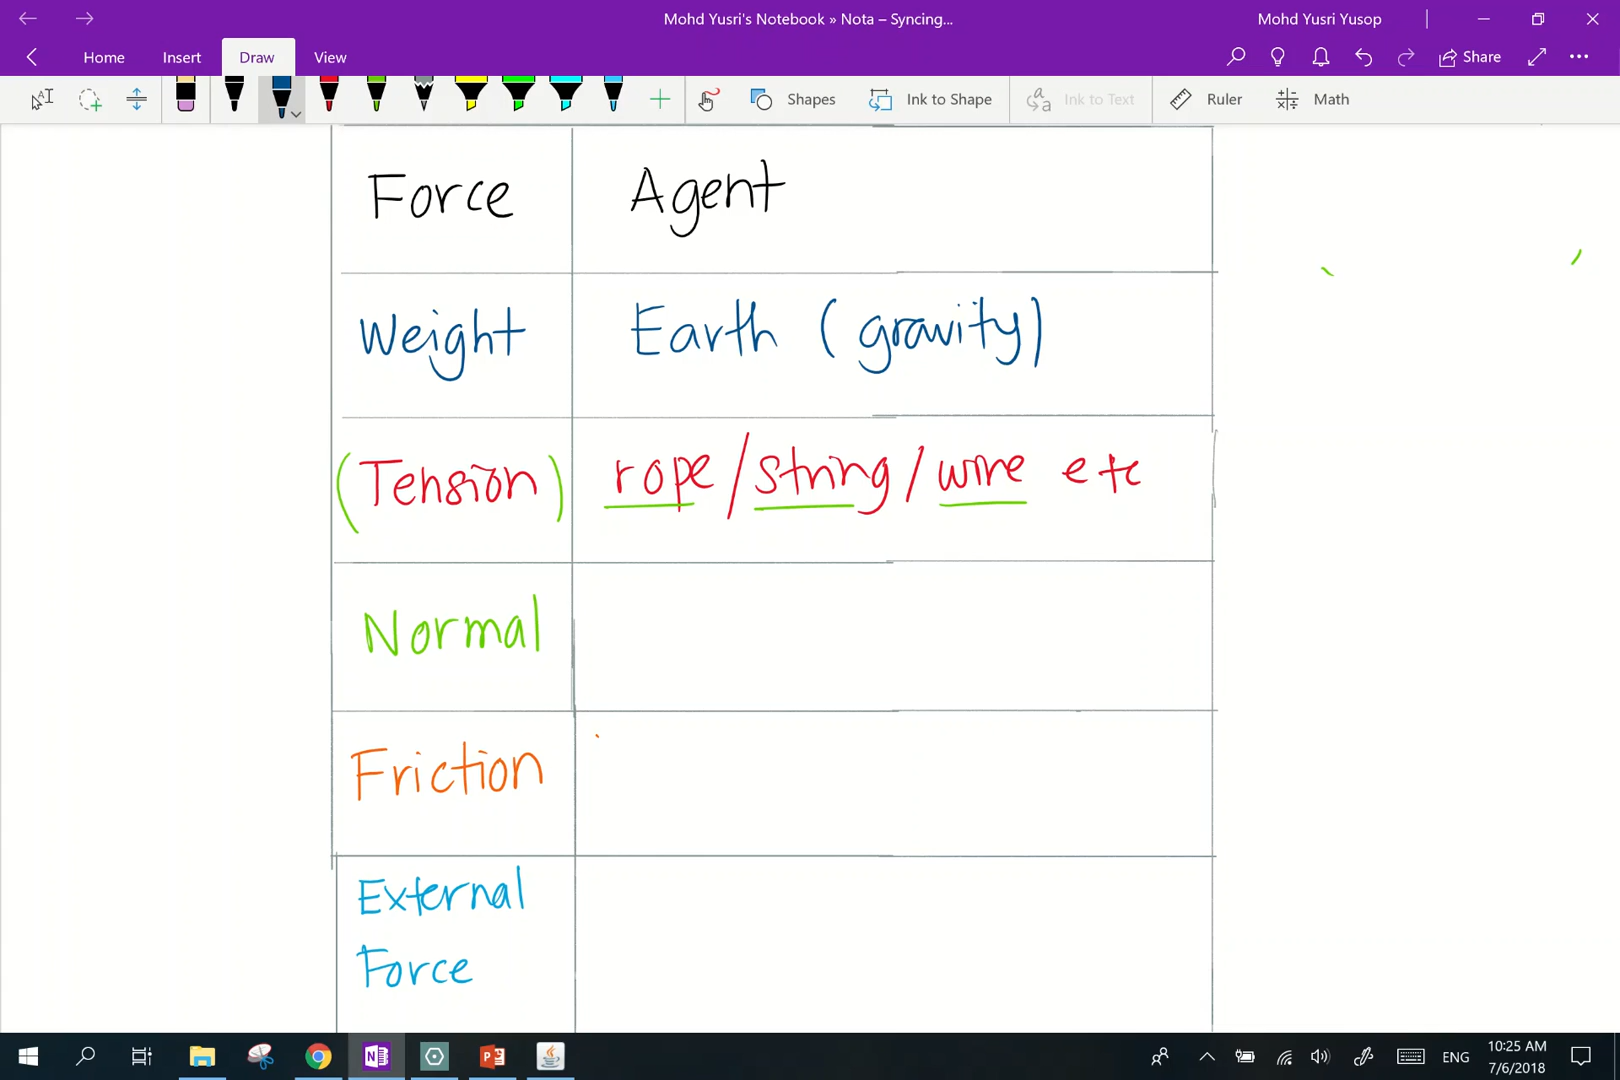 Mohd Yusri's Notebook » Nota – Syncing...
Mohd Yusri Yusop
Home
Insert
Draw
View
Share
Shapes
Ink to Shape
Ink to Text
Ruler
Math
Force
Agent
Weight
Earth (gravity)
(Tension)
rope/string/wire etc
Normal
Friction
External
Force
ENG
10:25 AM
7/6/2018